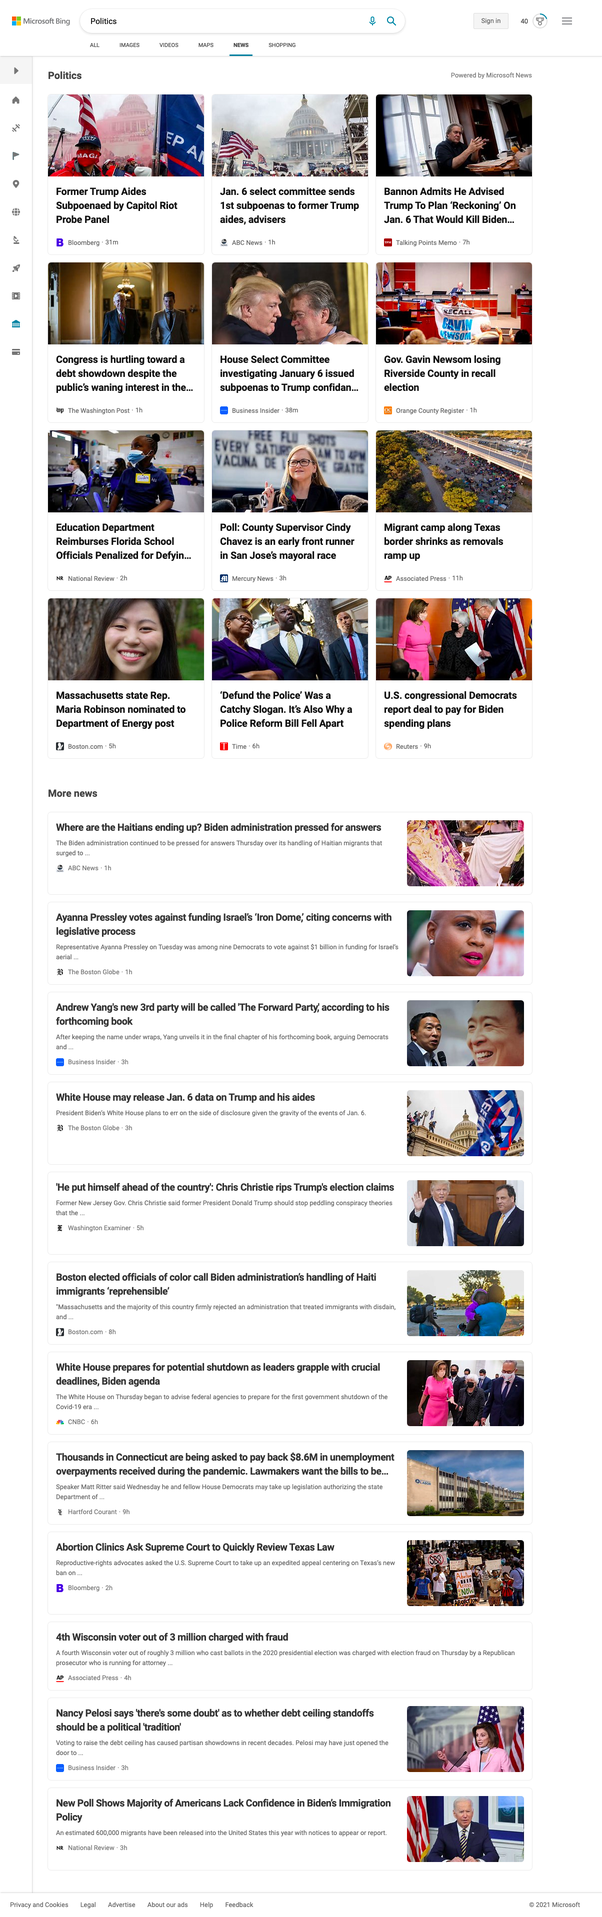 Microsoft Bing
Politics
Sign in
40
ALL IMAGES VIDEOS MAPS NEWS SHOPPING
Politics
Powered by Microsoft News
Former Trump Aides
Subpoenaed by Capitol Riot
Probe Panel
Bloomberg · 31m
Jan. 6 select committee sends
1st subpoenas to former Trump
aides, advisers
ABC News · 1h
Bannon Admits He Advised
Trump To Plan ‘Reckoning’ On
Jan. 6 That Would Kill Biden...
Talking Points Memo · 7h
Congress is hurtling toward a
debt showdown despite the
public’s waning interest in the...
The Washington Post · 1h
House Select Committee
investigating January 6 issued
subpoenas to Trump confidan...
Business Insider · 38m
RECALL
GAVIN
NEWSOM
Gov. Gavin Newsom losing
Riverside County in recall
election
Orange County Register · 1h
Education Department
Reimburses Florida School
Officials Penalized for Defyin...
National Review · 2h
FREE FLU SHOTS
EVERY SATUR
AM TO 4PM
VACUNA DE
GRATIS
Poll: County Supervisor Cindy
Chavez is an early front runner
in San Jose’s mayoral race
Mercury News · 3h
Migrant camp along Texas
border shrinks as removals
ramp up
AP Associated Press · 11h
Massachusetts state Rep.
Maria Robinson nominated to
Department of Energy post
Boston.com · 5h
‘Defund the Police’ Was a
Catchy Slogan. It’s Also Why a
Police Reform Bill Fell Apart
Time · 6h
U.S. congressional Democrats
report deal to pay for Biden
spending plans
Reuters · 9h
More news
Where are the Haitians ending up? Biden administration pressed for answers
The Biden administration continued to be pressed for answers Thursday over its handling of Haitian migrants that
surged to ...
ABC News · 1h
Ayanna Pressley votes against funding Israel’s ‘Iron Dome,’ citing concerns with
legislative process
Representative Ayanna Pressley on Tuesday was among nine Democrats to vote against $1 billion in funding for Israel’s
aerial ...
The Boston Globe · 1h
Andrew Yang's new 3rd party will be called 'The Forward Party,' according to his
forthcoming book
After keeping the name under wraps, Yang unveils it in the final chapter of his forthcoming book, arguing Democrats
and ...
Business Insider · 3h
White House may release Jan. 6 data on Trump and his aides
President Biden’s White House plans to err on the side of disclosure given the gravity of the events of Jan. 6.
The Boston Globe · 3h
'He put himself ahead of the country': Chris Christie rips Trump's election claims
Former New Jersey Gov. Chris Christie said former President Donald Trump should stop peddling conspiracy theories
that the ...
Washington Examiner · 5h
Boston elected officials of color call Biden administration’s handling of Haiti
immigrants ‘reprehensible’
"Massachusetts and the majority of this country firmly rejected an administration that treated immigrants with disdain,
and ...
Boston.com · 8h
White House prepares for potential shutdown as leaders grapple with crucial
deadlines, Biden agenda
The White House on Thursday began to advise federal agencies to prepare for the first government shutdown of the
Covid-19 era ...
CNBC · 6h
Thousands in Connecticut are being asked to pay back $8.6M in unemployment
overpayments received during the pandemic. Lawmakers want the bills to be...
Speaker Matt Ritter said Wednesday he and fellow House Democrats may take up legislation authorizing the state
Department of ...
Hartford Courant · 9h
Abortion Clinics Ask Supreme Court to Quickly Review Texas Law
Reproductive-rights advocates asked the U.S. Supreme Court to take up an expedited appeal centering on Texas’s new
ban on ...
Bloomberg · 2h
4th Wisconsin voter out of 3 million charged with fraud
A fourth Wisconsin voter out of roughly 3 million who cast ballots in the 2020 presidential election was charged with election fraud on Thursday by a Republican
prosecutor who is running for attorney ...
AP Associated Press · 4h
Nancy Pelosi says 'there's some doubt' as to whether debt ceiling standoffs
should be a political 'tradition'
Voting to raise the debt ceiling has caused partisan showdowns in recent decades. Pelosi may have just opened the
door to ...
Business Insider · 3h
New Poll Shows Majority of Americans Lack Confidence in Biden’s Immigration
Policy
An estimated 600,000 migrants have been released into the United States this year with notices to appear or report.
National Review · 3h
Privacy and Cookies Legal Advertise About our ads Help Feedback
© 2021 Microsoft